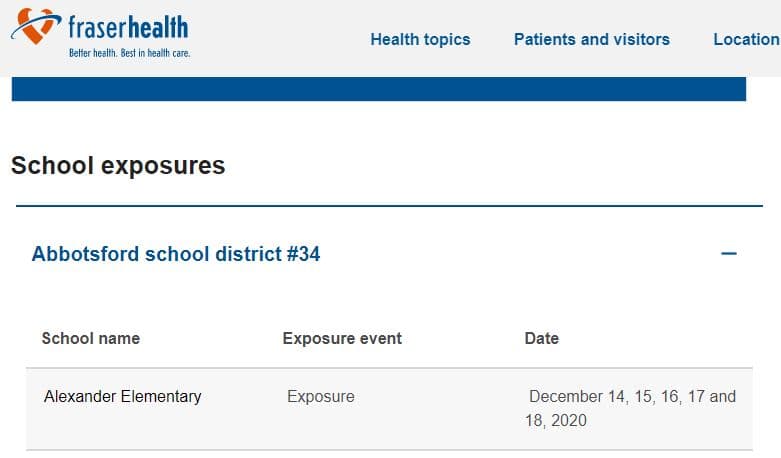 fraserhealth
Better health. Best in health care.
Health topics Patients and visitors Location
School exposures
Abbotsford school district #34
School name Exposure event Date
Alexander Elementary Exposure December 14, 15, 16, 17 and
18, 2020